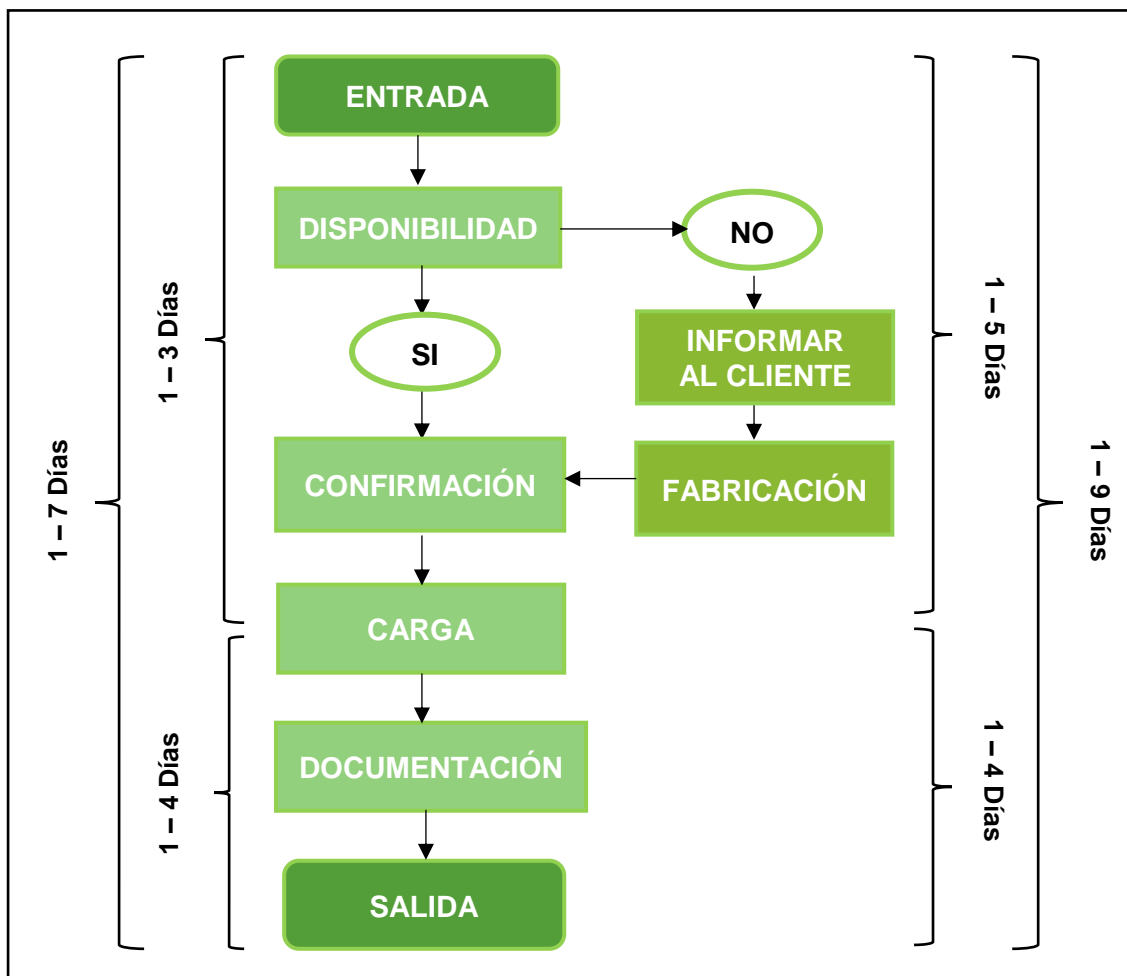 ENTRADA
DISPONIBILIDAD
NO
SI
INFORMAR
AL CLIENTE
CONFIRMACIÓN
FABRICACIÓN
CARGA
DOCUMENTACIÓN
SALIDA
1 – 7 Días
1 – 3 Días
1 – 4 Días
1 – 5 Días
1 – 4 Días
1 – 9 Días